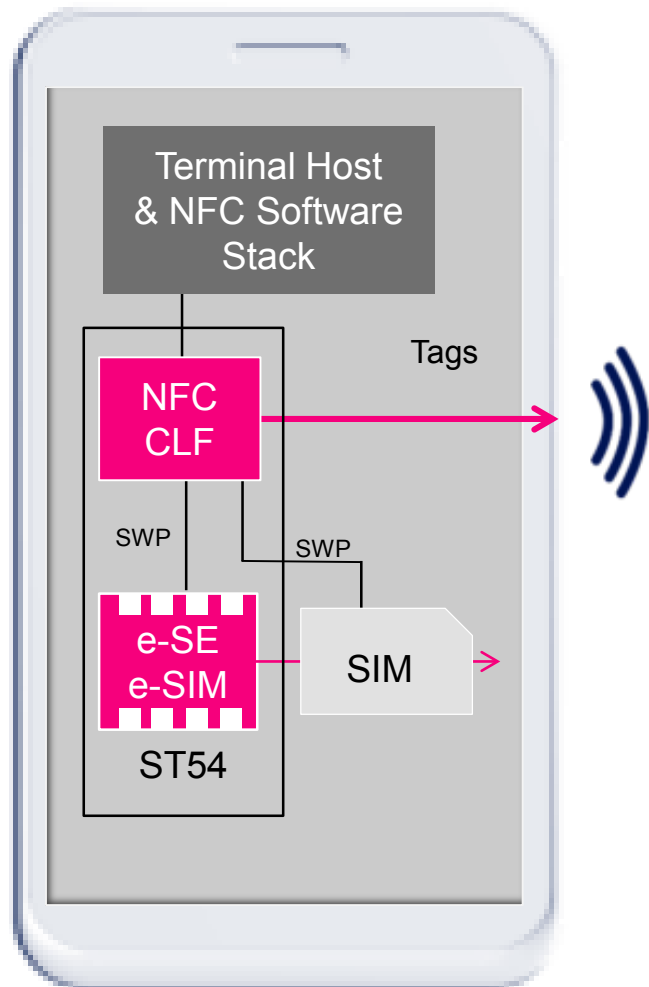 Terminal Host
& NFC Software
Stack
Tags
NFC
CLF
SWP
SWP
e-SE
e-SIM
SIM
ST54